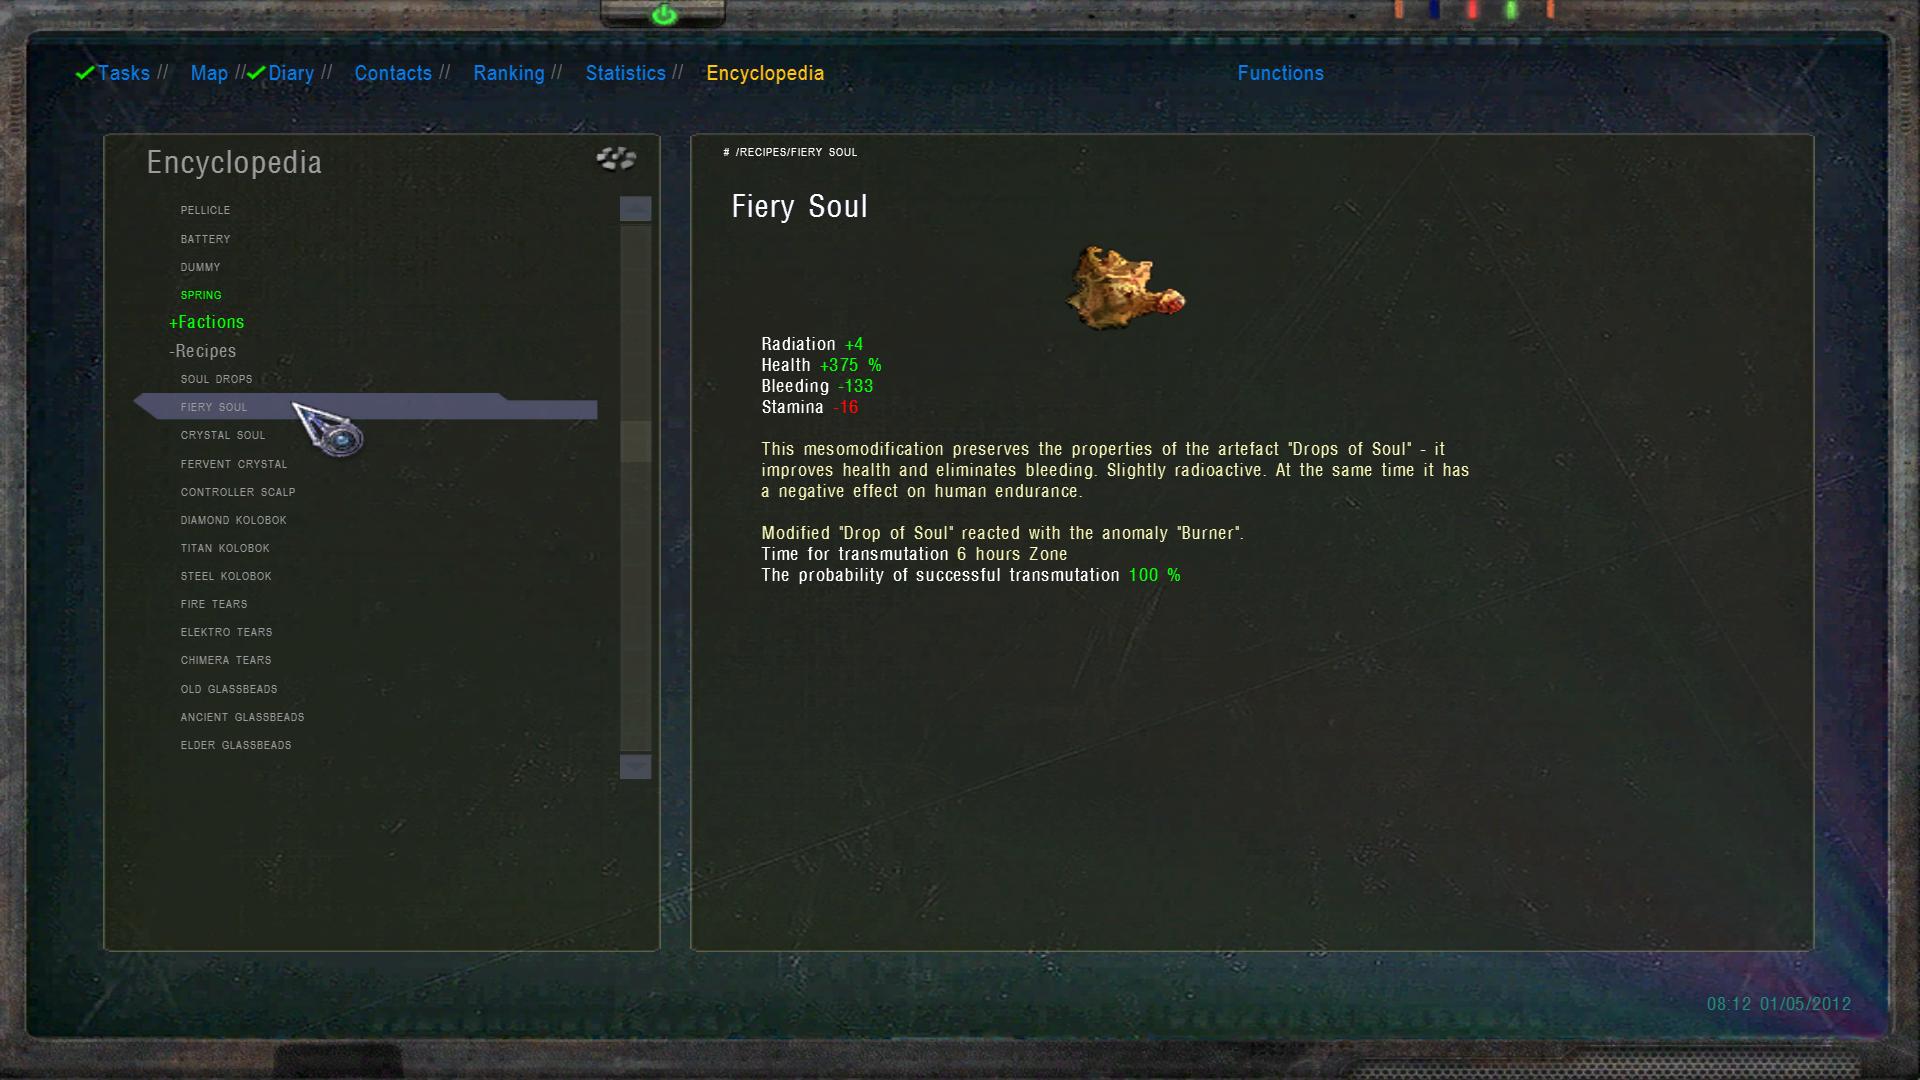 Tasks // Map // Diary // Contacts // Ranking // Statistics // Encyclopedia
Functions
Encyclopedia
PELLICLE
BATTERY
DUMMY
SPRING
+Factions
-Recipes
SOUL DROPS
FIERY SOUL
CRYSTAL SOUL
FERVENT CRYSTAL
CONTROLLER SCALP
DIAMOND KOLOBOK
TITAN KOLOBOK
STEEL KOLOBOK
FIRE TEARS
ELEKTRO TEARS
CHIMERA TEARS
OLD GLASSBEADS
ANCIENT GLASSBEADS
ELDER GLASSBEADS
# /RECIPES/FIERY SOUL
Fiery Soul
Radiation +4
Health +375 %
Bleeding -133
Stamina -16
This mesomodification preserves the properties of the artefact "Drops of Soul" - it
improves health and eliminates bleeding. Slightly radioactive. At the same time it has
a negative effect on human endurance.
Modified "Drop of Soul" reacted with the anomaly "Burner".
Time for transmutation 6 hours Zone
The probability of successful transmutation 100 %
08:12 01/05/2012